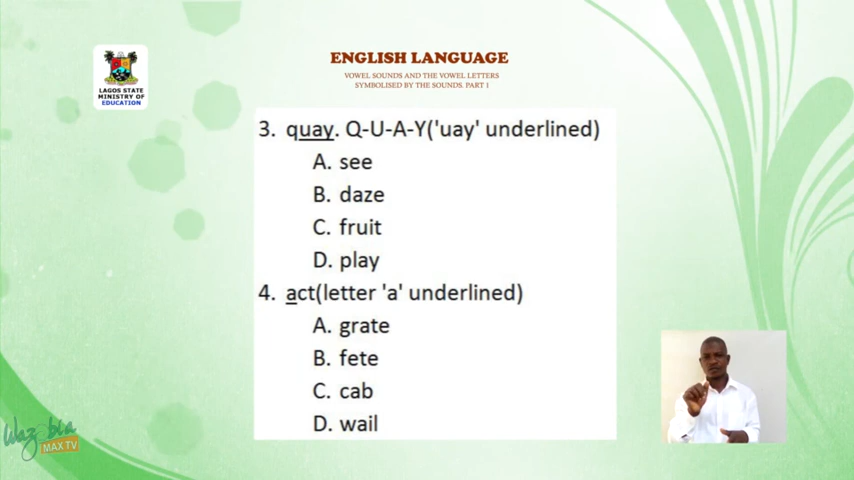 ENGLISH LANGUAGE
VOWEL SOUNDS AND THE VOWEL LETTERS
SYMBOLISED BY THE SOUNDS. PART 1
LAGOS STATE
MINISTRY OF
EDUCATION
3. quay. Q-U-A-Y('uay' underlined)
A. see
B. daze
C. fruit
D. play
4. act(letter 'a' underlined)
A. grate
B. fete
C. cab
D. wail
Wazobia
MAX TV